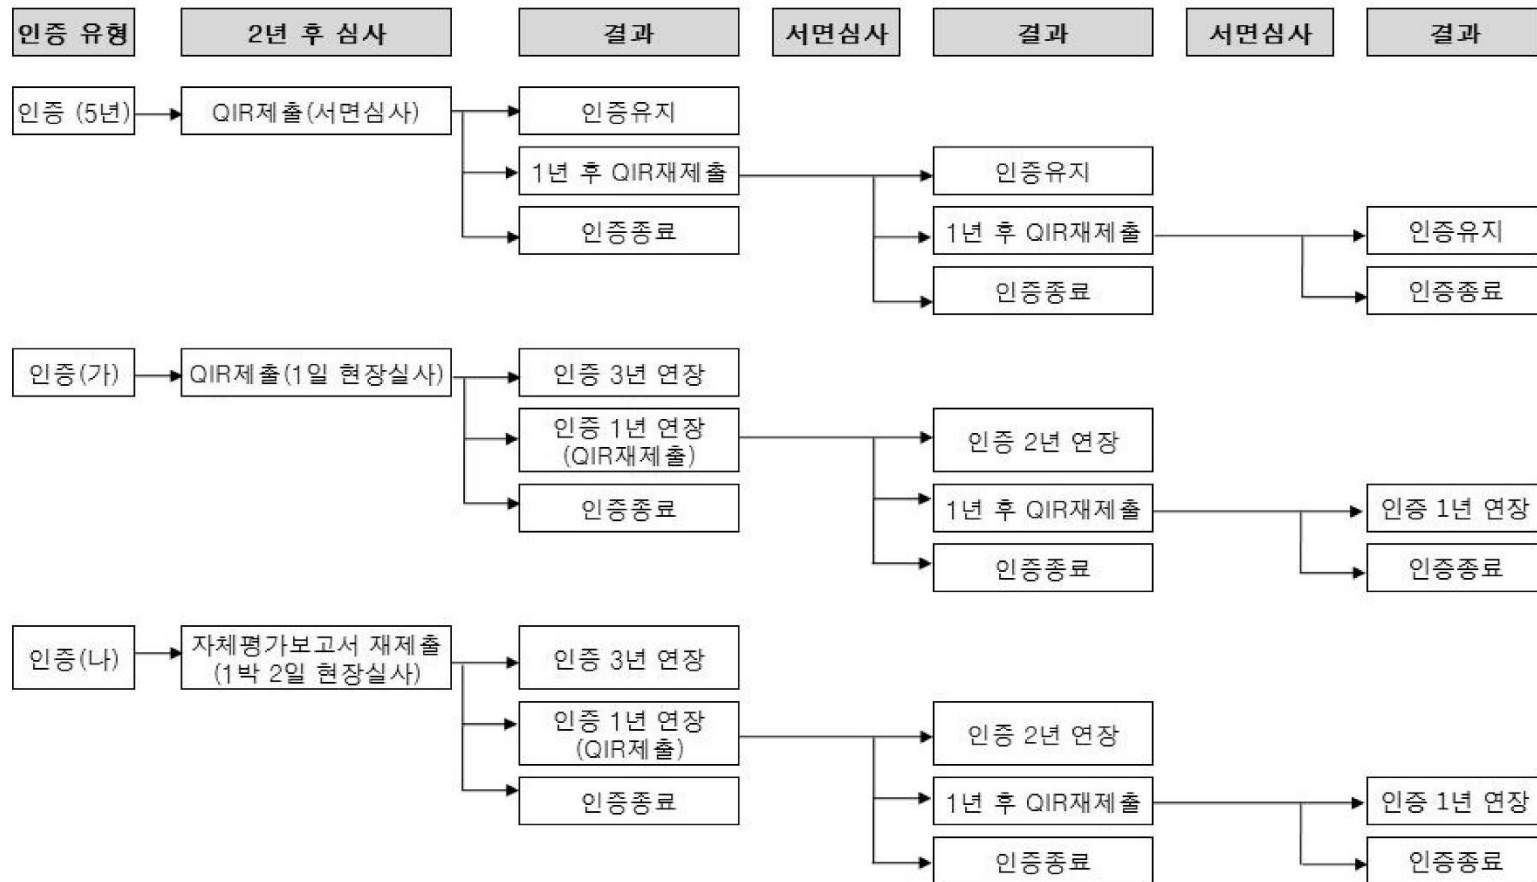 인증 유형
2년 후 심사
결과
서면심사
결과
서면심사
결과
인증 (5년)
QIR제출(서면심사)
인증유지
1년 후 QIR재제출
인증유지
인증종료
1년 후 QIR재제출
인증유지
인증종료
인증종료
인증(가)
QIR제출(1일 현장실사)
인증 3년 연장
인증 1년 연장
(QIR재제출)
인증 2년 연장
인증종료
1년 후 QIR재제출
인증 1년 연장
인증종료
인증종료
인증(나)
자체평가보고서 재제출
(1박 2일 현장실사)
인증 3년 연장
인증 1년 연장
(QIR제출)
인증 2년 연장
인증종료
1년 후 QIR재제출
인증 1년 연장
인증종료
인증종료